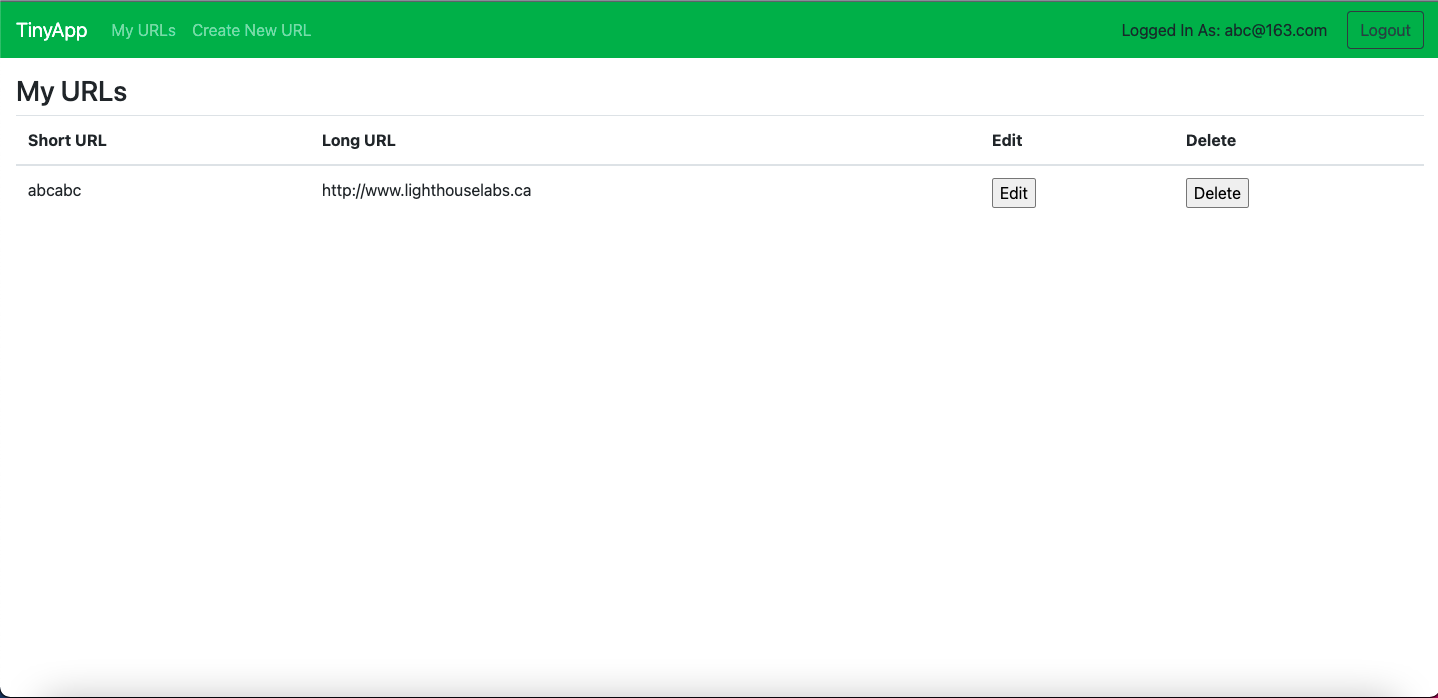 TinyApp My URLs Create New URL Logged In As: abc@163.com Logout
My URLs
Short URL Long URL Edit Delete
abcabc http://www.lighthouselabs.ca Edit Delete